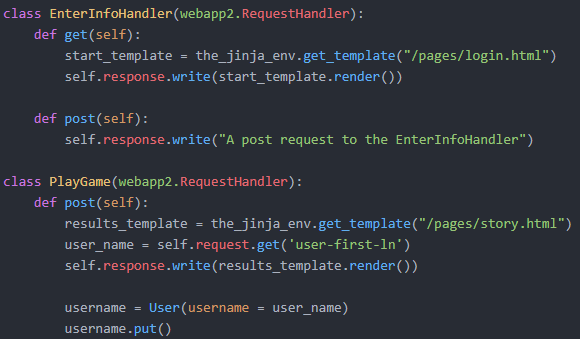 class EnterInfoHandler(webapp2.RequestHandler):
    def get(self):
        start_template = the_jinja_env.get_template("/pages/login.html")
        self.response.write(start_template.render())

    def post(self):
        self.response.write("A post request to the EnterInfoHandler")

class PlayGame(webapp2.RequestHandler):
    def post(self):
        results_template = the_jinja_env.get_template("/pages/story.html")
        user_name = self.request.get('user-first-ln')
        self.response.write(results_template.render())

        username = User(username = user_name)
        username.put()